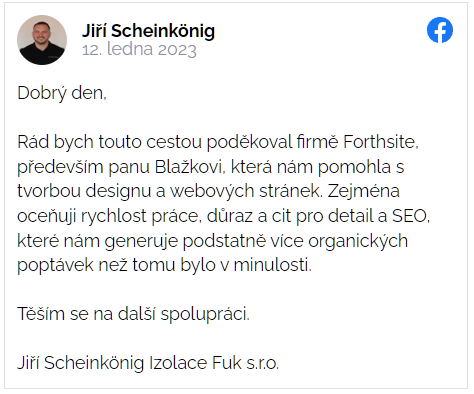 Jiří Scheinkönig
12. ledna 2023
Dobrý den,
Rád bych touto cestou poděkoval firmě Forthsite,
především panu Blažkovi, která nám pomohla s
tvorbou designu a webových stránek. Zejména
oceňuji rychlost práce, důraz a cit pro detail a SEO,
které nám generuje podstatně více organických
poptávek než tomu bylo v minulosti.
Těším se na další spolupráci.
Jiří Scheinkönig Izolace Fuk s.r.o.